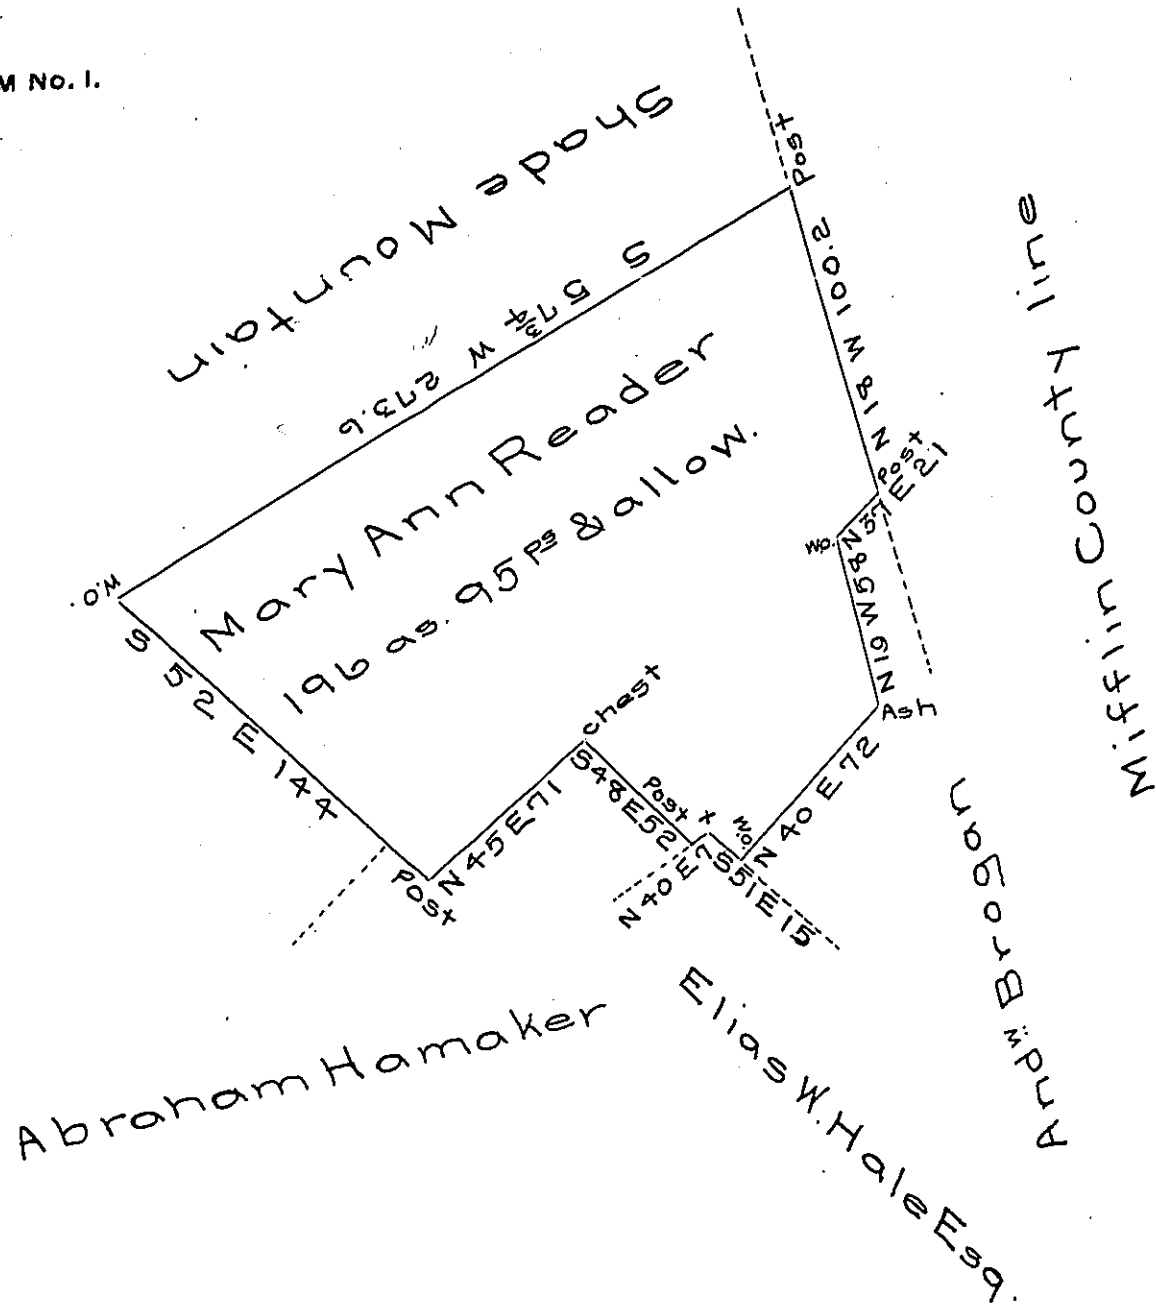 M No. 1.
Shade Mountain
Post
S 57¾ W 273.6
N 18 W 100.2
Mifflin County line
Mary Ann Reader
196 as. 95 ps & allow.
Post
N 37 E 21
Wo.
N 19 W 58
W.O.
S 52 E 144
Chest
Ash
N 45 E 71
S 48 E 52
Post
x
W.O.
N 40 E 72
Post
N 40 E 7
S 51 E 15
Andw. Brogan
Abraham Hamaker
Elias W. Hale Esq.